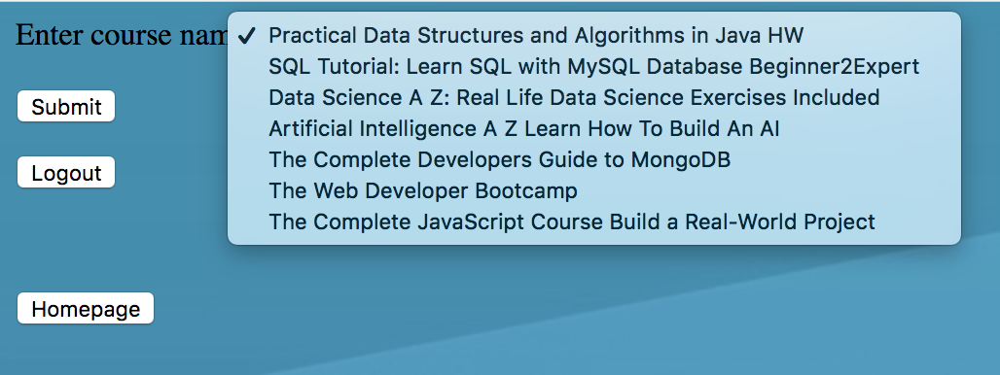 Enter course nam
✓ Practical Data Structures and Algorithms in Java HW
SQL Tutorial: Learn SQL with MySQL Database Beginner2Expert
Data Science A Z: Real Life Data Science Exercises Included
Artificial Intelligence A Z Learn How To Build An AI
The Complete Developers Guide to MongoDB
The Web Developer Bootcamp
The Complete JavaScript Course Build a Real-World Project
Submit
Logout
Homepage